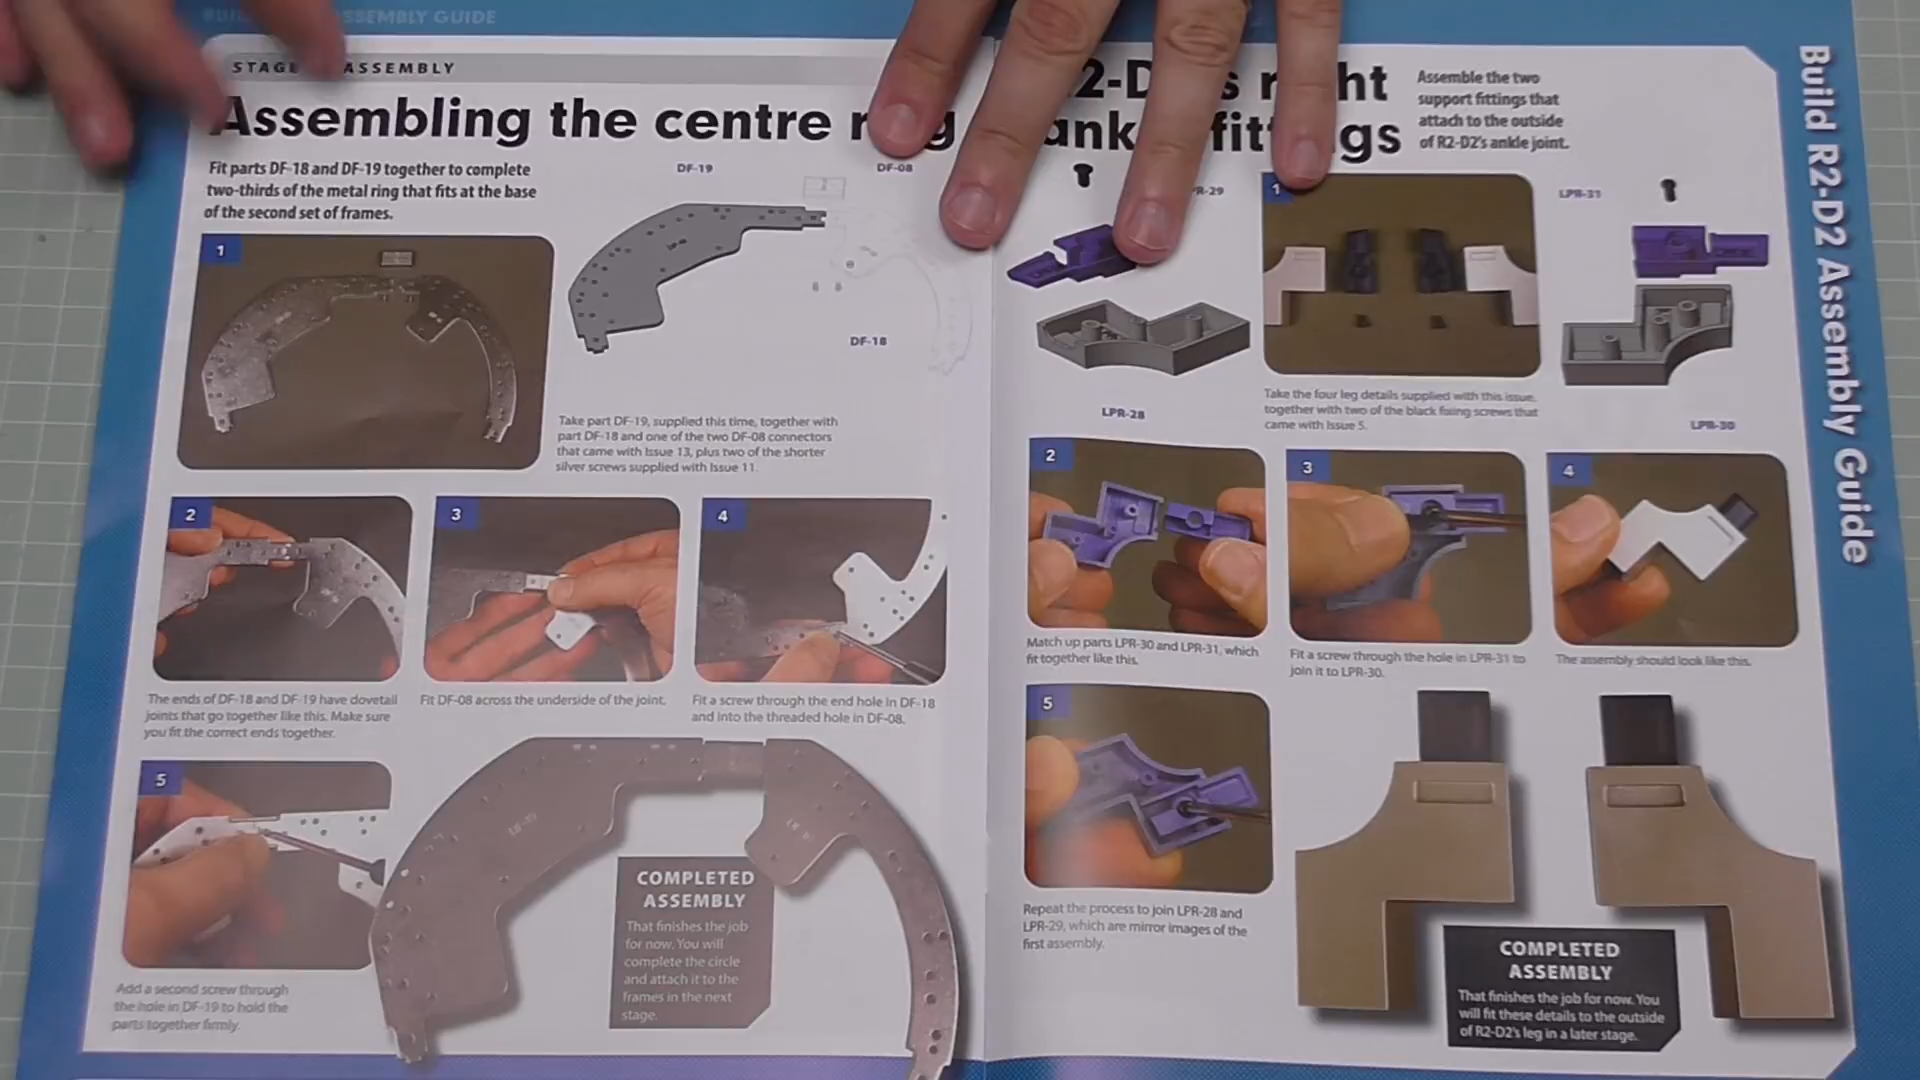 ASSEMBLY GUIDE
ASSEMBLY
Assembling the centre
Fit parts DF-18 and DF-19 together to complete
two-thirds of the metal ring that fits at the base
of the second set of frames.
DF-19
DF-08
1
DF-18
Take part DF-19, supplied this time, together with
part DF-18 and one of the two DF-08 connectors
that came with Issue 13, plus two of the shorter
silver screws supplied with Issue 11.
2
3
4
The ends of DF-18 and DF-19 have dovetail
joints that go together like this. Make sure
you fit the correct ends together.
Fit DF-08 across the underside of the joint.
Fit a screw through the end hole in DF-18
and into the threaded hole in DF-08.
5
Add a second screw through
the hole in DF-19 to hold the
parts together firmly.
COMPLETED
ASSEMBLY
That finishes the job
for now. You will
complete the circle
and attach it to the
frames in the next
stage.
Assemble the two
support fittings that
attach to the outside
of R2-D2's ankle joint.
R-29
1
LPR-31
LPR-28
Take the four leg details supplied with this issue,
together with two of the black fixing screws that
came with Issue 5.
LPR-30
2
3
4
Match up parts LPR-30 and LPR-31, which
fit together like this.
Fit a screw through the hole in LPR-31 to
join it to LPR-30.
The assembly should look like this.
5
Repeat the process to join LPR-28 and
LPR-29, which are mirror images of the
first assembly.
COMPLETED
ASSEMBLY
That finishes the job for now. You
will fit these details to the outside
of R2-D2's leg in a later stage.
Build R2-D2 Assembly Guide